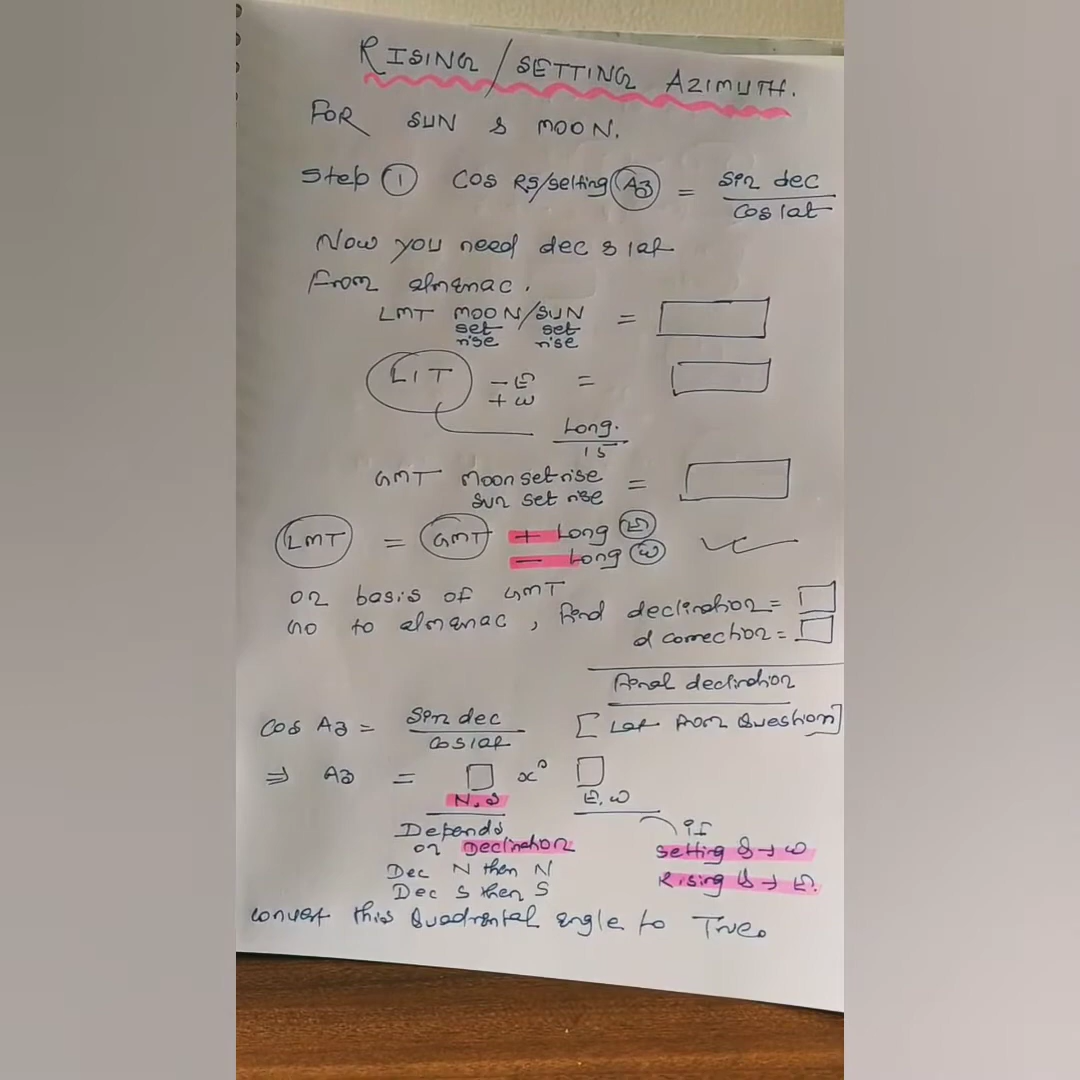 RISING/SETTING AZIMUTH.
FOR SUN & MOON.
Step 1 COS RS/setting Az = sin dec / cos lat
Now you need dec & lat
from almanac.
LMT MOON/SUN =
set set
rise rise
LIT - E =
+ W
Long.
15
GMT Moon set rise =
sun set rise
LMT = GMT + Long E
- Long W
on basis of GMT
Go to almanac, find declination =
d correction =
Final declination
Cos Az = sin dec / cos lat [Lat from Question]
⇒ Az = x°
N, S E, W
Depends
on Declination
if
setting → W
Rising → E.
Dec N then N
Dec S then S
convert this Quadrental angle to True.